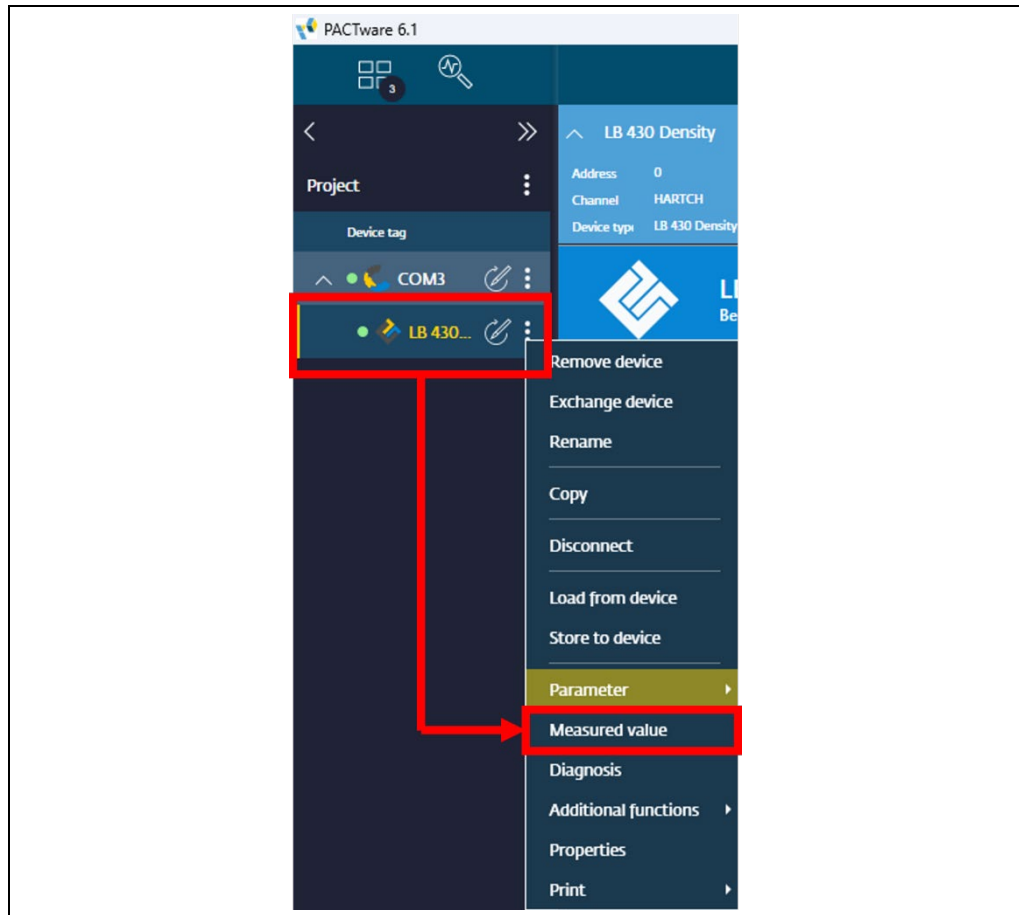 PACTware 6.1
3
Project
Device tag
COM3
LB 430...
LB 430 Density
Address 0
Channel HARTCH
Device type LB 430 Density
Remove device
Exchange device
Rename
Copy
Disconnect
Load from device
Store to device
Parameter
Measured value
Diagnosis
Additional functions
Properties
Print